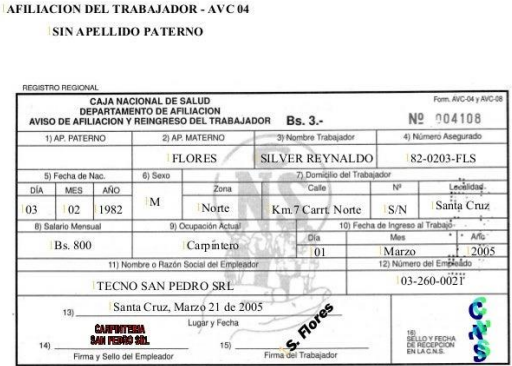 AFILIACION DEL TRABAJADOR - AVC 04
SIN APELLIDO PATERNO
REGISTRO REGIONAL
Form. AVC-04 y AVC-08
CAJA NACIONAL DE SALUD
DEPARTAMENTO DE AFILIACION
AVISO DE AFILIACION Y REINGRESO DEL TRABAJADOR Bs. 3.- Nº 004108
1) AP. PATERNO 2) AP. MATERNO 3) Nombre Trabajador 4) Número Asegurado
FLORES SILVER REYNALDO 82-0203-FLS
5) Fecha de Nac. 6) Sexo 7) Domicilio del Trabajador
DÍA MES AÑO Zona Calle Nº Localidad
03 02 1982 M Norte Km.7 Carrt. Norte S/N Santa Cruz
8) Salario Mensual 9) Ocupación Actual 10) Fecha de Ingreso al Trabajo
Día Mes Año
Bs. 800 Carpintero 01 Marzo 2005
11) Nombre o Razón Social del Empleador 12) Número del Empleado
TECNO SAN PEDRO SRL 03-260-0021
13) Santa Cruz, Marzo 21 de 2005
Lugar y Fecha
14) CARPINTERIA SAN PEDRO SRL 15) S. Flores
Firma y Sello del Empleador Firma del Trabajador
16) SELLO Y FECHA DE RECEPCION EN LA C.N.S.
CNS